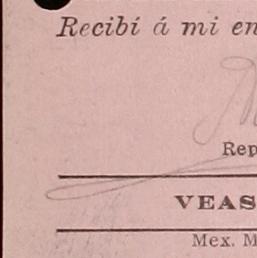 Recibí á mi en
Rep
VEAS
Mex. M